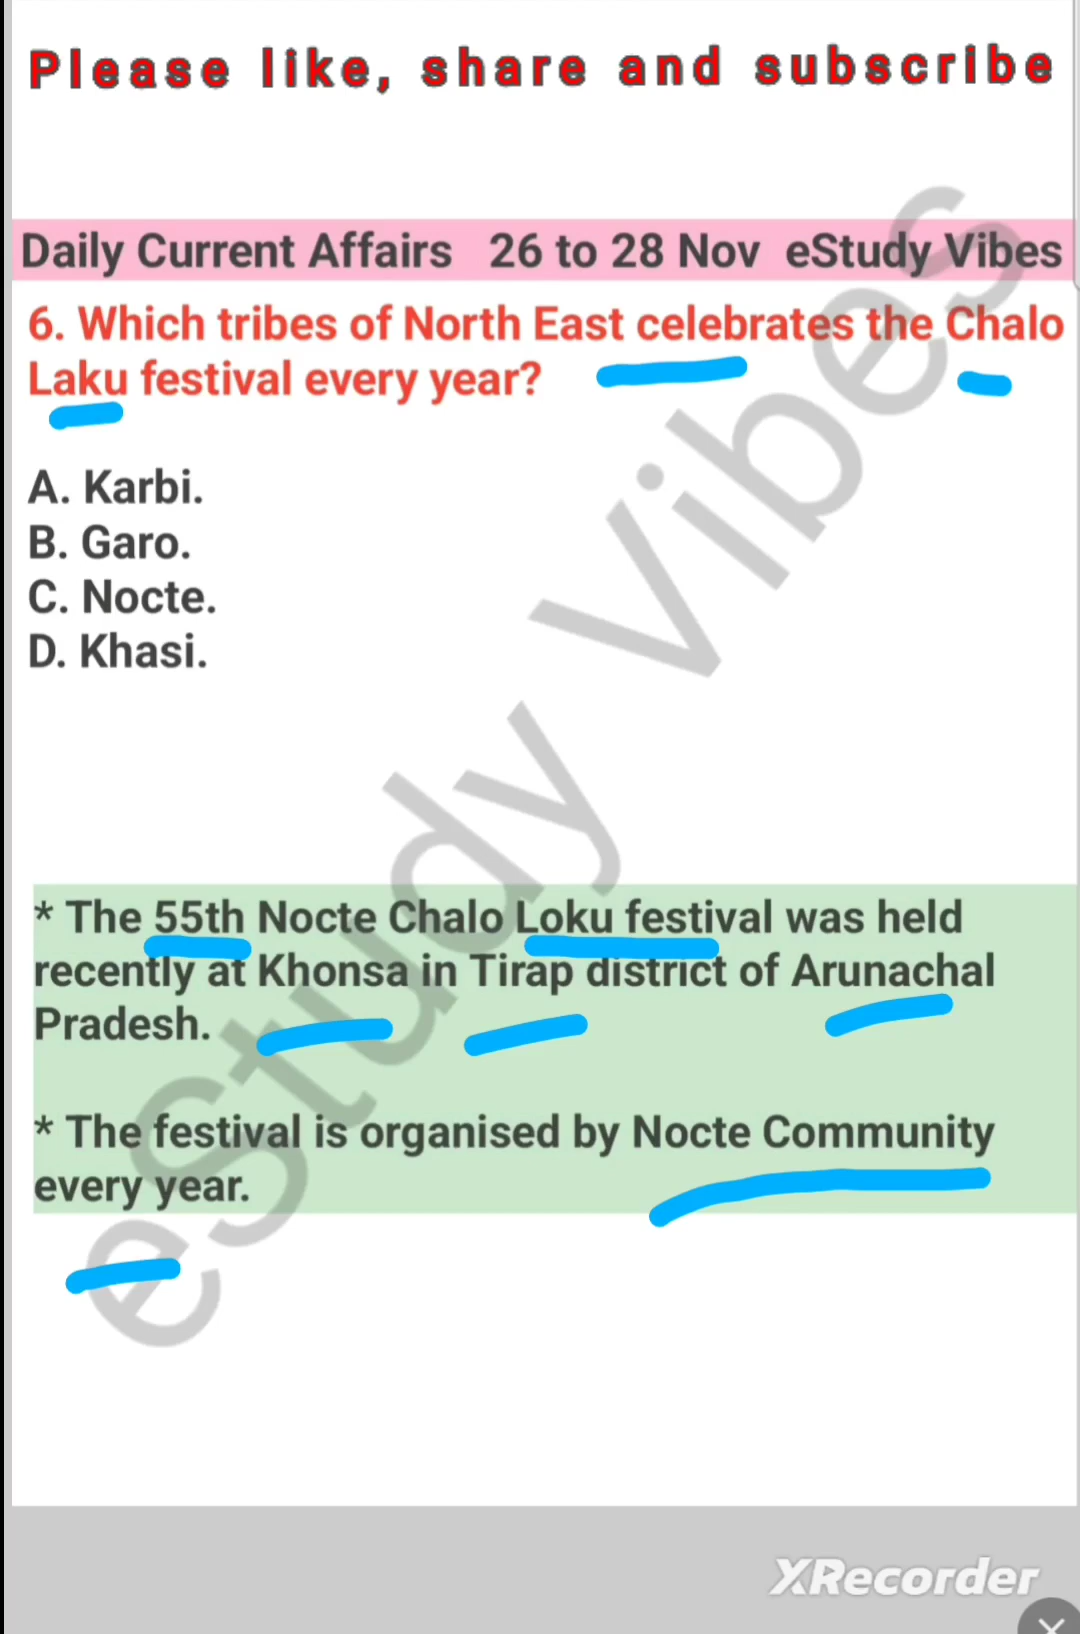 Please like, share and subscribe
Daily Current Affairs 26 to 28 Nov eStudy Vibes
6. Which tribes of North East celebrates the Chalo
Laku festival every year?
A. Karbi.
B. Garo.
C. Nocte.
D. Khasi.
* The 55th Nocte Chalo Loku festival was held
recently at Khonsa in Tirap district of Arunachal
Pradesh.
* The festival is organised by Nocte Community
every year.
eStudy Vibes
XRecorder